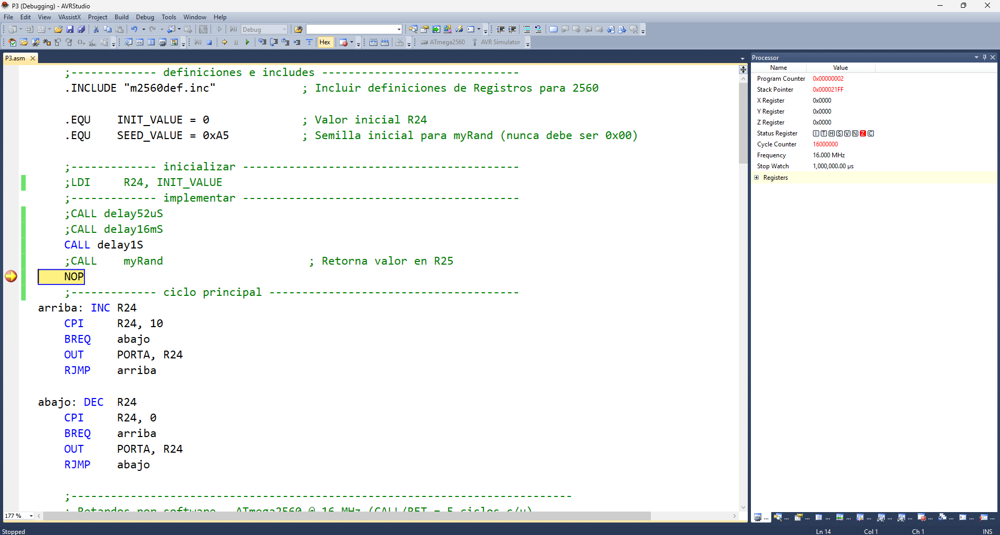 P3 (Debugging) - AVRStudio
File Edit View VAssistX Project Build Debug Tools Window Help
Debug
Hex ATmega2560 AVR Simulator
P3.asm
;------------- definiciones e includes ------------------------------
.INCLUDE "m2560def.inc" ; Incluir definiciones de Registros para 2560
.EQU INIT_VALUE = 0 ; Valor inicial R24
.EQU SEED_VALUE = 0xA5 ; Semilla inicial para myRand (nunca debe ser 0x00)
;------------- inicializar ------------------------------------------
;LDI R24, INIT_VALUE
;------------- implementar ------------------------------------------
;CALL delay52uS
;CALL delay16mS
CALL delay1S
;CALL myRand ; Retorna valor en R25
NOP
;------------- ciclo principal --------------------------------------
arriba: INC R24
CPI R24, 10
BREQ abajo
OUT PORTA, R24
RJMP arriba
abajo: DEC R24
CPI R24, 0
BREQ arriba
OUT PORTA, R24
RJMP abajo
;----------------------------------------------------------------------------
; Retardos por software - ATmega2560 @ 16 MHz (CALL/RET = 5 ciclos c/u)
177 %
Processor
Name Value
Program Counter 0x00000002
Stack Pointer 0x000021FF
X Register 0x0000
Y Register 0x0000
Z Register 0x0000
Status Register I T H S V N Z C
Cycle Counter 16000000
Frequency 16.000 MHz
Stop Watch 1,000,000.00 µs
Registers
... ... ... ... ... ... ... ... ... ... ... ...
Stopped Ln 14 Col 1 Ch 1 INS